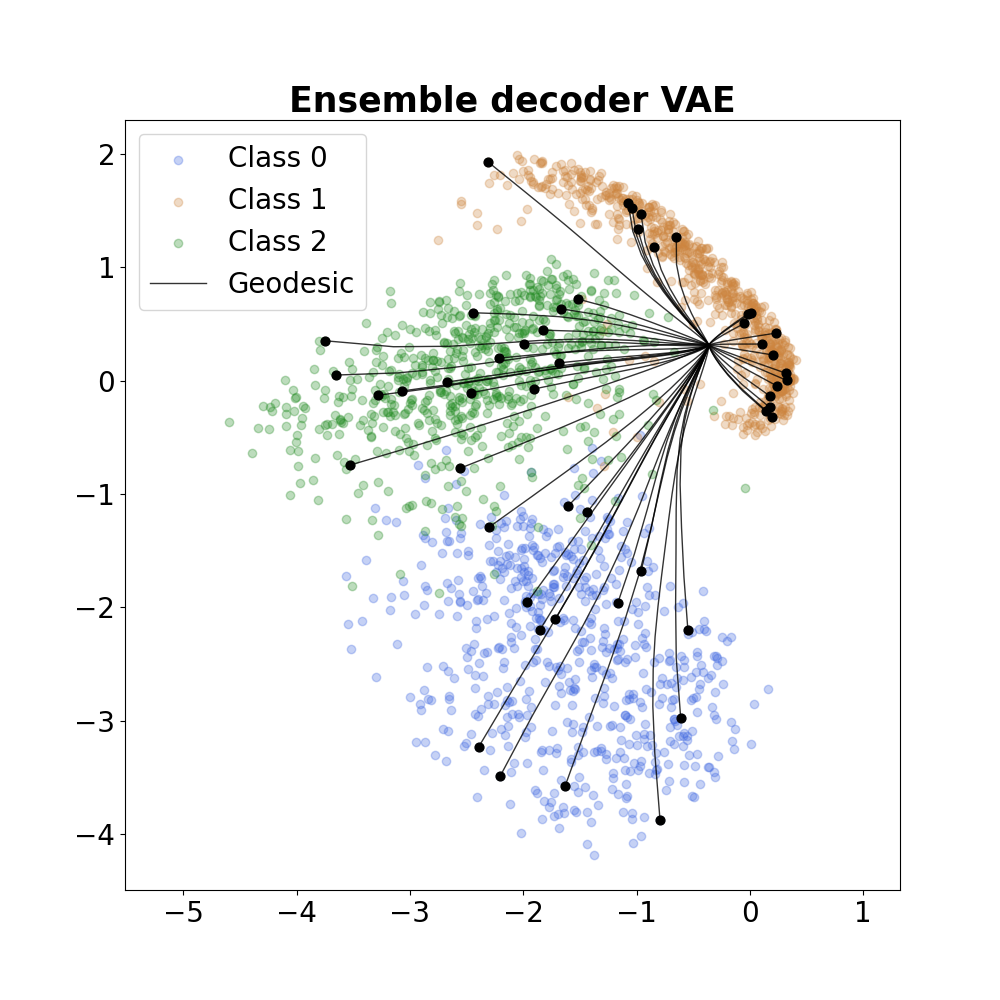 Ensemble decoder VAE
Class 0
Class 1
Class 2
Geodesic
2
1
0
−1
−2
−3
−4
−5 −4 −3 −2 −1 0 1